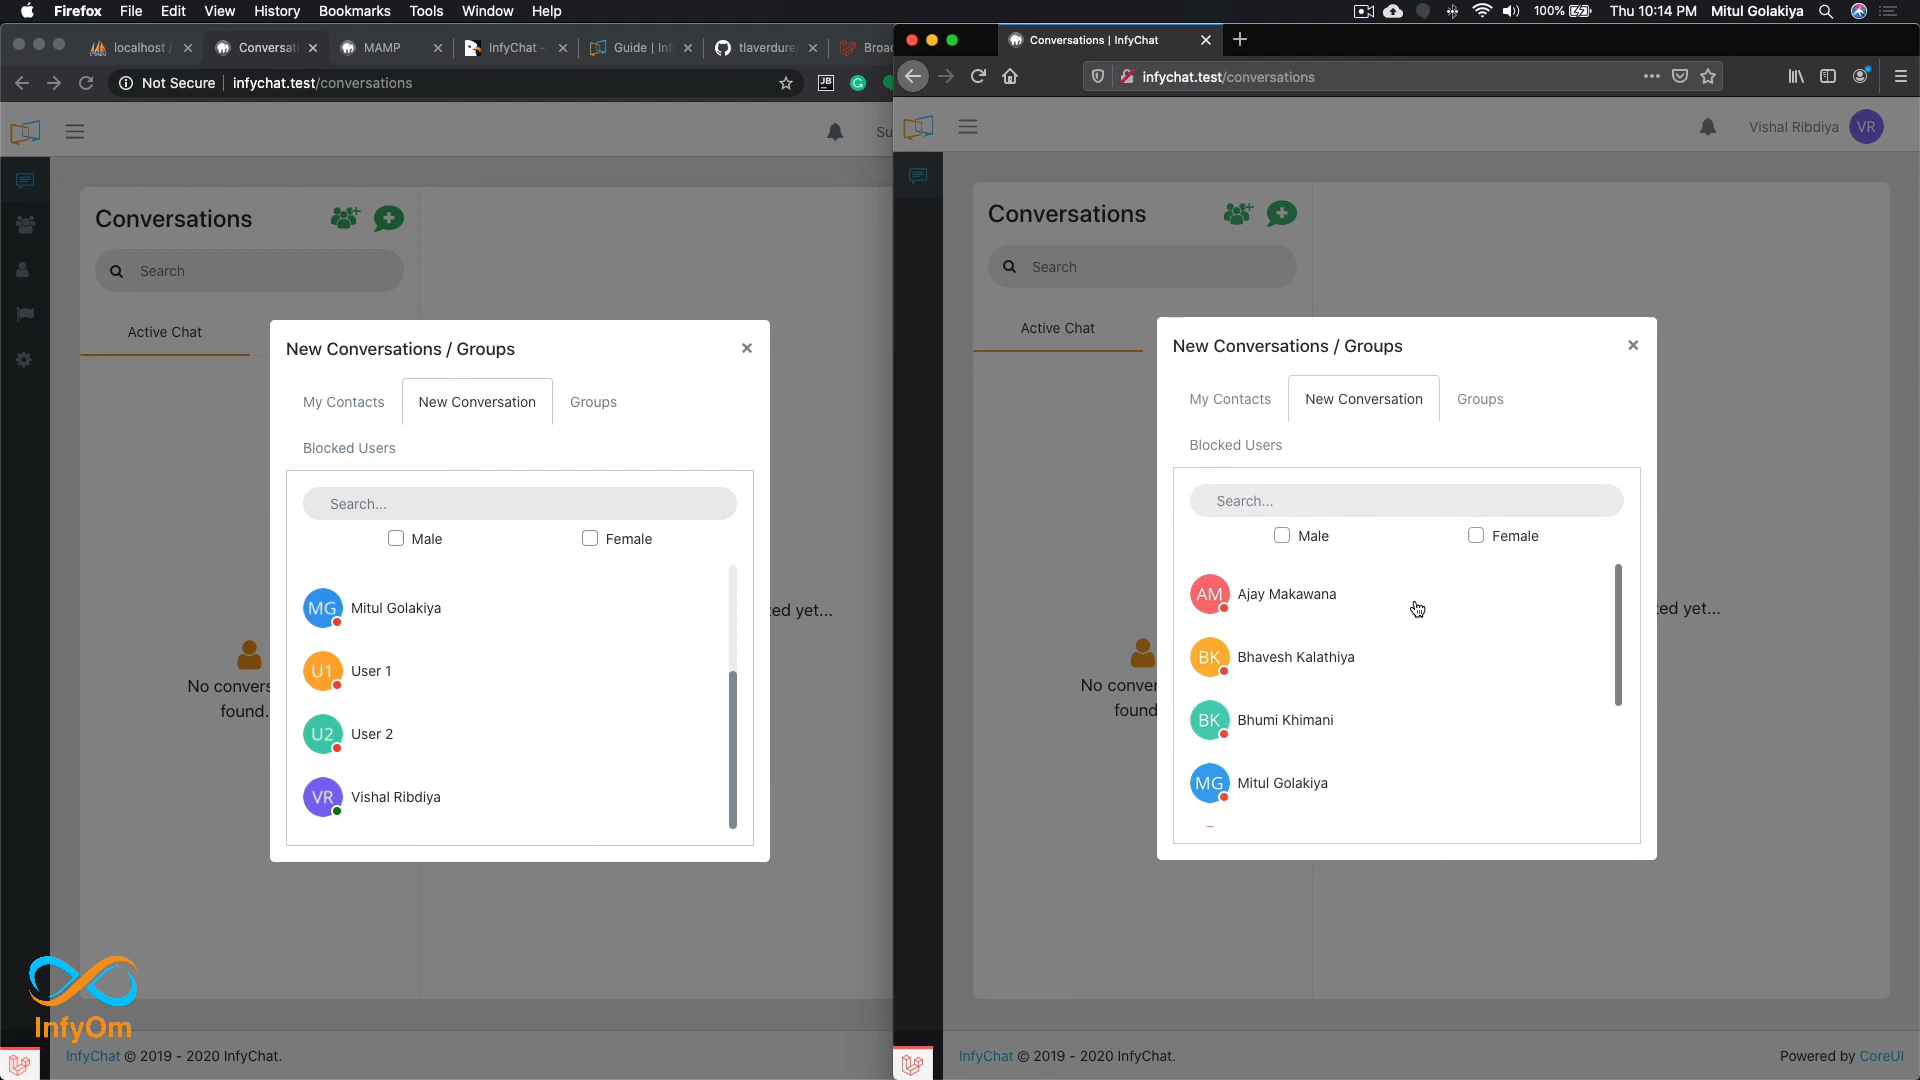 Firefox File Edit View History Bookmarks Tools Window Help
100% Thu 10:14 PM Mitul Golakiya
localhost / Conversati MAMP InfyChat - Guide | Inf tlaverdure/ Broad
Not Secure infychat.test/conversations
JB
Su
Conversations
Search
Active Chat
No convers
found.
ted yet...
New Conversations / Groups
My Contacts New Conversation Groups
Blocked Users
Search...
Male Female
MG Mitul Golakiya
U1 User 1
U2 User 2
VR Vishal Ribdiya
InfyOm
InfyChat © 2019 - 2020 InfyChat.
Conversations | InfyChat
infychat.test/conversations
Vishal Ribdiya VR
Conversations
Search
Active Chat
No conver
found
ted yet...
New Conversations / Groups
My Contacts New Conversation Groups
Blocked Users
Search...
Male Female
AM Ajay Makawana
BK Bhavesh Kalathiya
BK Bhumi Khimani
MG Mitul Golakiya
InfyChat © 2019 - 2020 InfyChat.
Powered by CoreUI